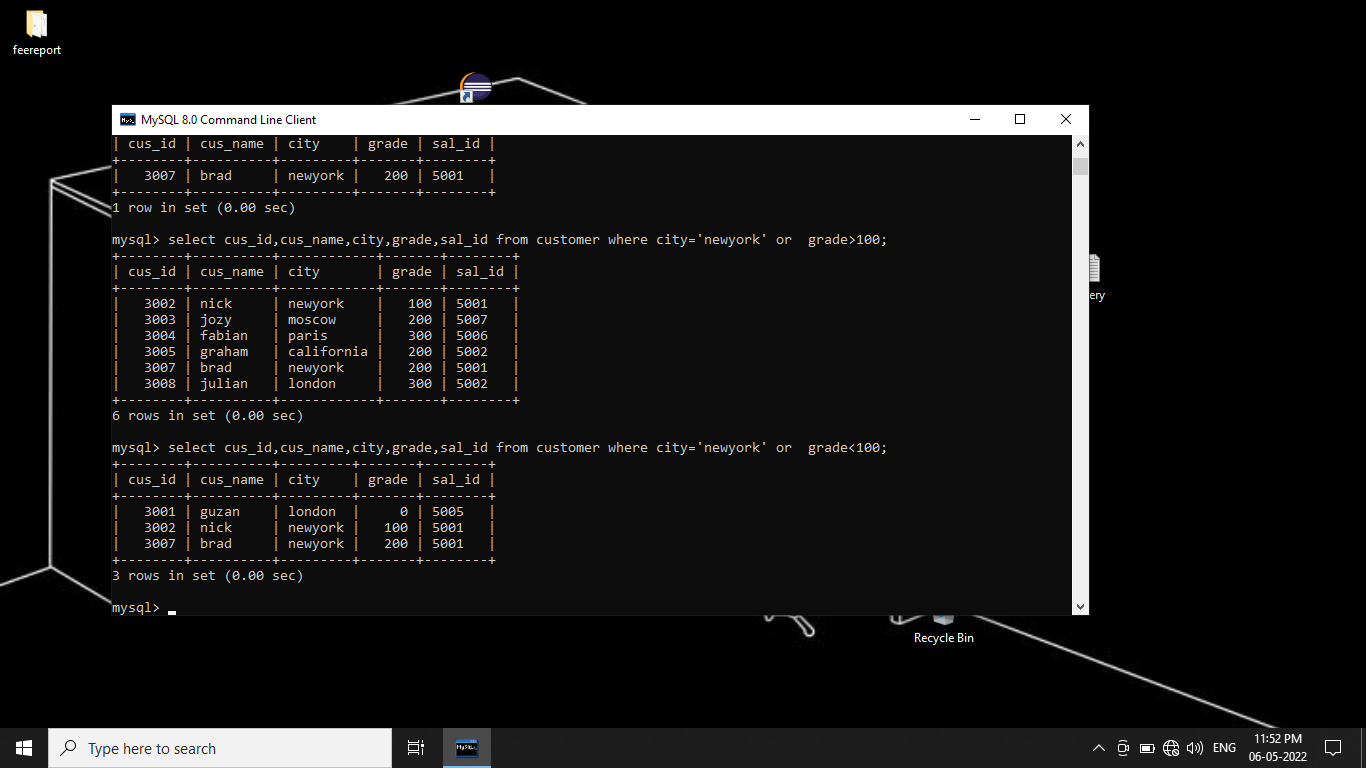 feereport
MySQL 8.0 Command Line Client
| cus_id | cus_name | city    | grade | sal_id |
+--------+----------+---------+-------+--------+
|   3007 | brad     | newyork |   200 | 5001   |
+--------+----------+---------+-------+--------+
1 row in set (0.00 sec)
mysql> select cus_id,cus_name,city,grade,sal_id from customer where city='newyork' or  grade>100;
+--------+----------+------------+-------+--------+
| cus_id | cus_name | city       | grade | sal_id |
+--------+----------+------------+-------+--------+
|   3002 | nick     | newyork    |   100 | 5001   |
|   3003 | jozy     | moscow     |   200 | 5007   |
|   3004 | fabian   | paris      |   300 | 5006   |
|   3005 | graham   | california |   200 | 5002   |
|   3007 | brad     | newyork    |   200 | 5001   |
|   3008 | julian   | london     |   300 | 5002   |
+--------+----------+------------+-------+--------+
6 rows in set (0.00 sec)
mysql> select cus_id,cus_name,city,grade,sal_id from customer where city='newyork' or  grade<100;
+--------+----------+---------+-------+--------+
| cus_id | cus_name | city    | grade | sal_id |
+--------+----------+---------+-------+--------+
|   3001 | guzan    | london  |     0 | 5005   |
|   3002 | nick     | newyork |   100 | 5001   |
|   3007 | brad     | newyork |   200 | 5001   |
+--------+----------+---------+-------+--------+
3 rows in set (0.00 sec)
mysql>
ery
Recycle Bin
Type here to search
ENG
11:52 PM
06-05-2022